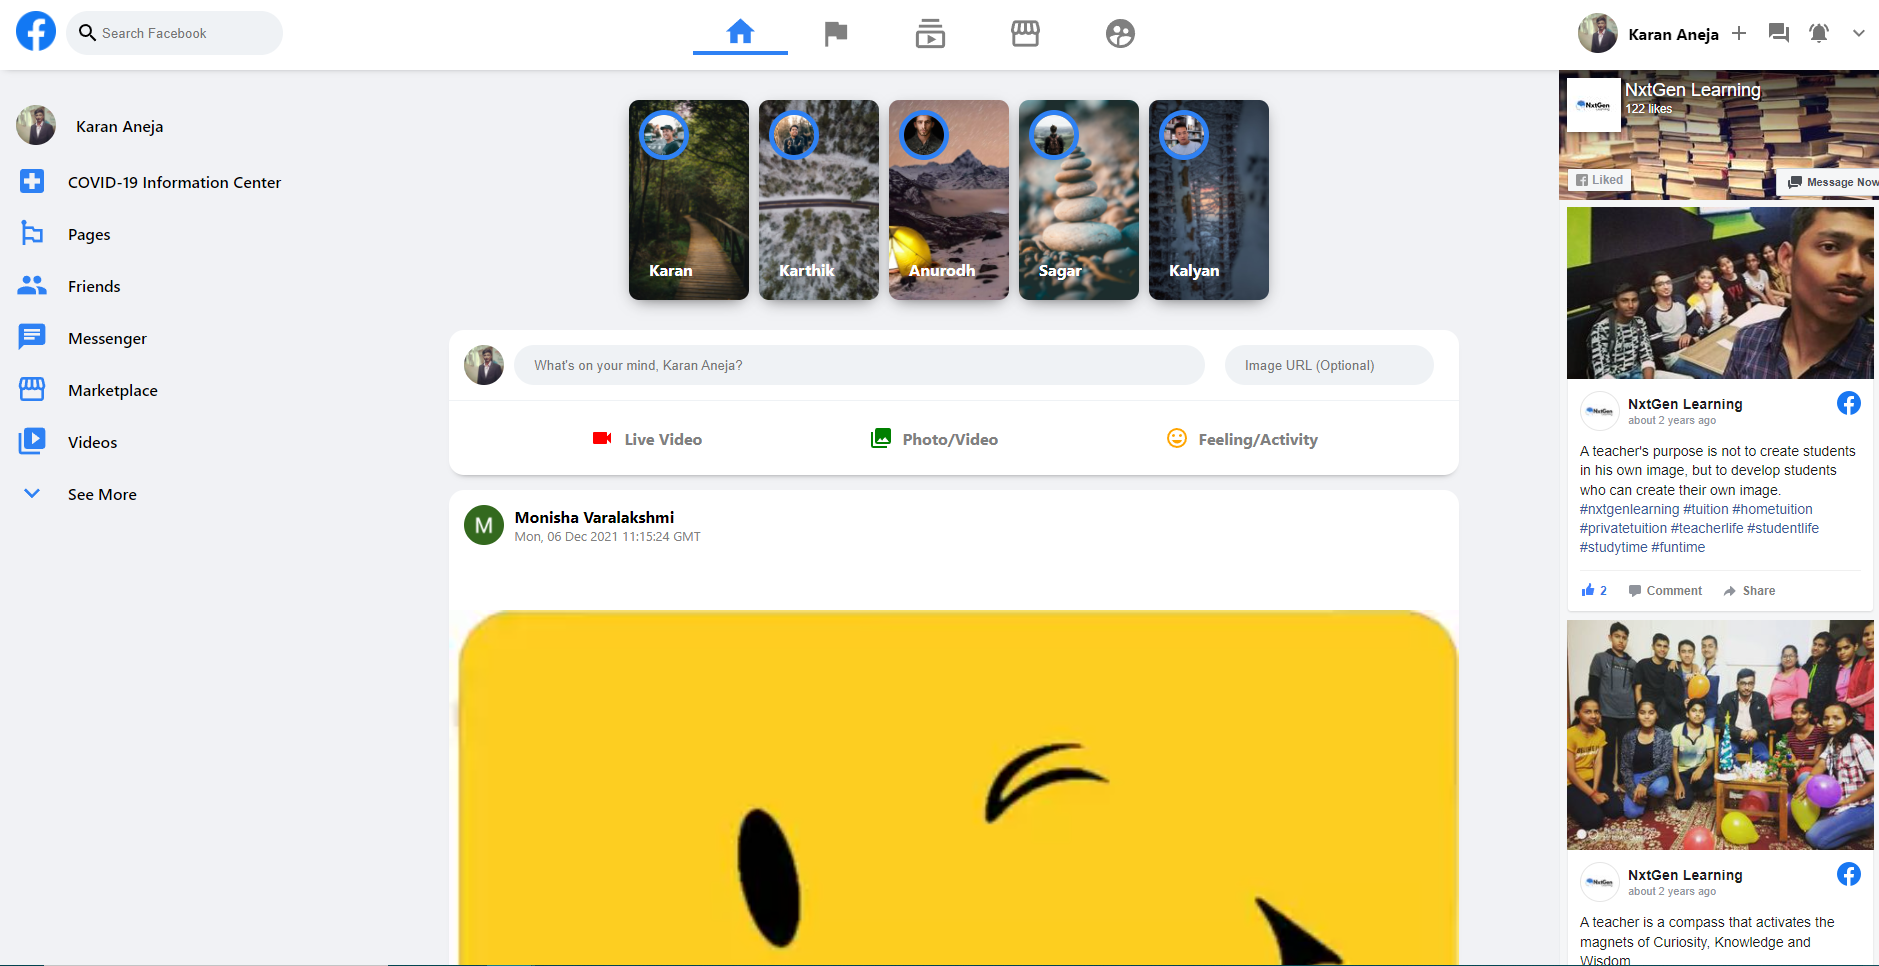 Search Facebook
Karan Aneja
Karan Aneja
COVID-19 Information Center
Pages
Friends
Messenger
Marketplace
Videos
See More
Karan
Karthik
Anurodh
Sagar
Kalyan
What's on your mind, Karan Aneja?
Image URL (Optional)
Live Video
Photo/Video
Feeling/Activity
M
Monisha Varalakshmi
Mon, 06 Dec 2021 11:15:24 GMT
NxtGen
Learning
NxtGen Learning
122 likes
Liked
Message Now
NxtGen
NxtGen Learning
about 2 years ago
A teacher's purpose is not to create students
in his own image, but to develop students
who can create their own image.
#nxtgenlearning #tuition #hometuition
#privatetuition #teacherlife #studentlife
#studytime #funtime
2
Comment
Share
NxtGen
NxtGen Learning
about 2 years ago
A teacher is a compass that activates the
magnets of Curiosity, Knowledge and
Wisdom